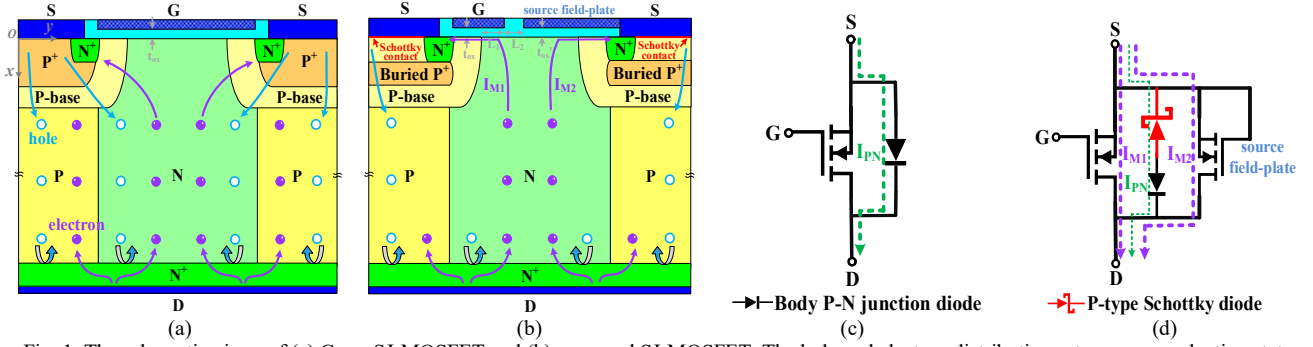 S G S
o y
x
t_ox
N⁺ N⁺
P⁺ P⁺
P-base P-base
hole
P N P
electron
N⁺
D
(a)
S G source field-plate S
Schottky contact
Schottky contact
t_ox L₁ L₂ t_ox
N⁺ N⁺
Buried P⁺ Buried P⁺
I_M1 I_M2
P-base P-base
P N P
N⁺
D
(b)
S
G
I_PN
D
Body P-N junction diode
(c)
S
G
I_M1 I_M2
I_PN
source field-plate
D
P-type Schottky diode
(d)